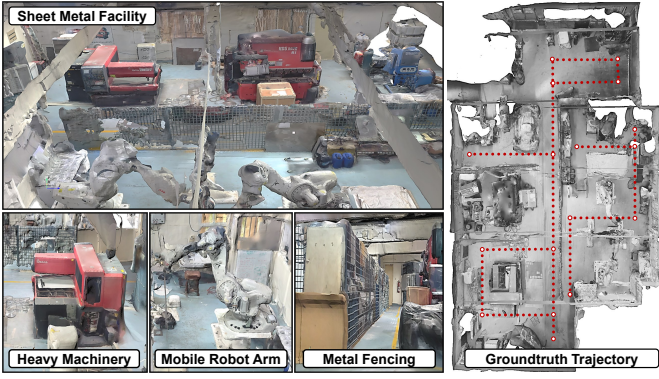 Sheet Metal Facility
Heavy Machinery
Mobile Robot Arm
Metal Fencing
Groundtruth Trajectory